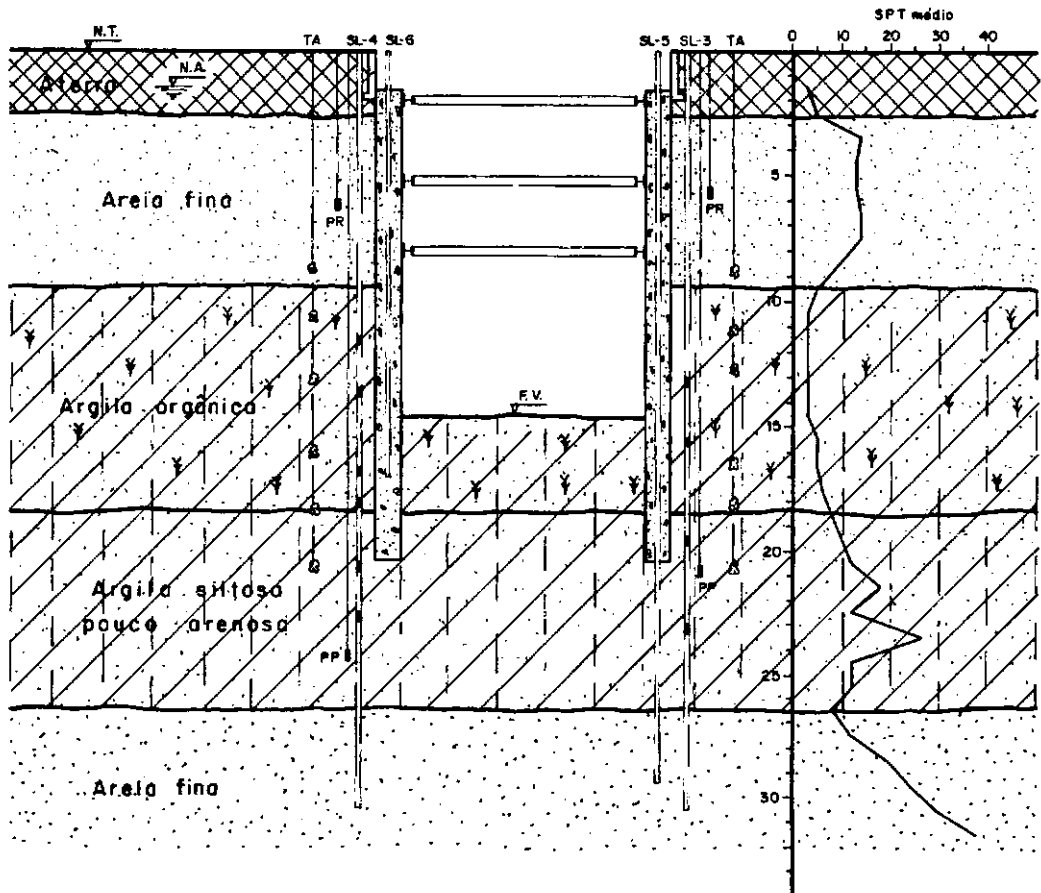 SPT médio
N.T.
TA
SL-4
SL-6
SL-5
SL-3
TA
0
10
20
30
40
N.A.
Aterro
5
Areia fina
PR
PR
10
Argila orgânica
F.V.
15
20
Argila siltosa
pouco arenosa
PP
PP
25
Areia fina
30